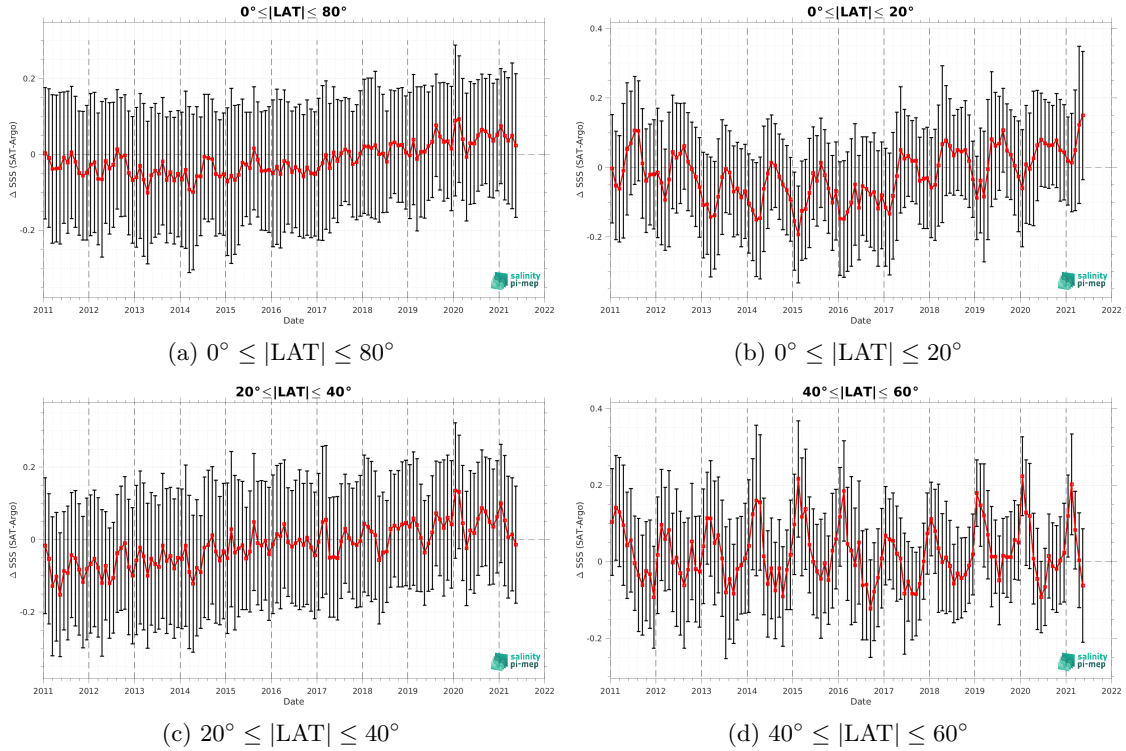 0°≤|LAT|≤ 80°
Δ SSS (SAT-Argo)
0.2
0
-0.2
2011 2012 2013 2014 2015 2016 2017 2018 2019 2020 2021 2022
Date
salinity
pi-mep
(a) 0° ≤ |LAT| ≤ 80°
0°≤|LAT|≤ 20°
Δ SSS (SAT-Argo)
0.4
0.2
0
-0.2
2011 2012 2013 2014 2015 2016 2017 2018 2019 2020 2021 2022
Date
salinity
pi-mep
(b) 0° ≤ |LAT| ≤ 20°
20°≤|LAT|≤ 40°
Δ SSS (SAT-Argo)
0.2
0
-0.2
2011 2012 2013 2014 2015 2016 2017 2018 2019 2020 2021 2022
Date
salinity
pi-mep
(c) 20° ≤ |LAT| ≤ 40°
40°≤|LAT|≤ 60°
Δ SSS (SAT-Argo)
0.4
0.2
0
-0.2
2011 2012 2013 2014 2015 2016 2017 2018 2019 2020 2021 2022
Date
salinity
pi-mep
(d) 40° ≤ |LAT| ≤ 60°